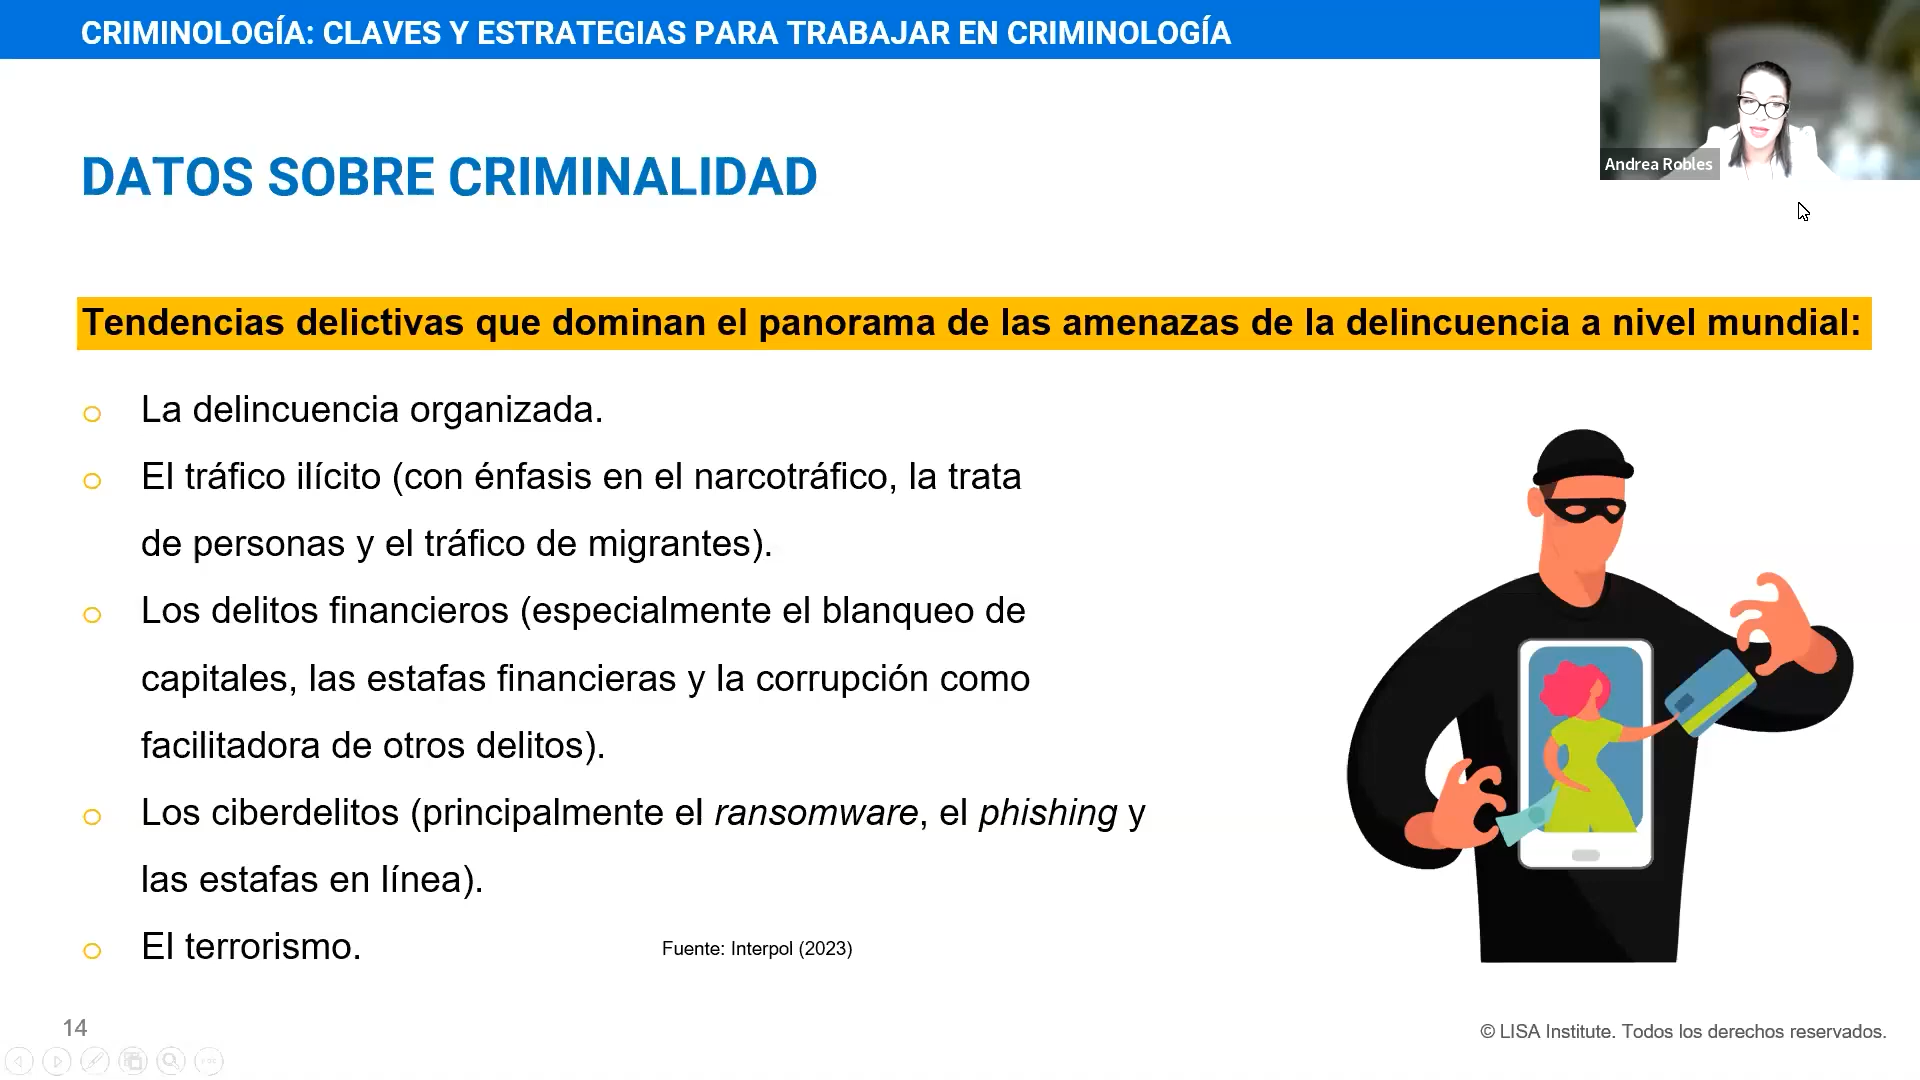 CRIMINOLOGÍA: CLAVES Y ESTRATEGIAS PARA TRABAJAR EN CRIMINOLOGÍA
Andrea Robles
DATOS SOBRE CRIMINALIDAD
Tendencias delictivas que dominan el panorama de las amenazas de la delincuencia a nivel mundial:
La delincuencia organizada.
El tráfico ilícito (con énfasis en el narcotráfico, la trata
de personas y el tráfico de migrantes).
Los delitos financieros (especialmente el blanqueo de
capitales, las estafas financieras y la corrupción como
facilitadora de otros delitos).
Los ciberdelitos (principalmente el ransomware, el phishing y
las estafas en línea).
El terrorismo.
Fuente: Interpol (2023)
14
© LISA Institute. Todos los derechos reservados.